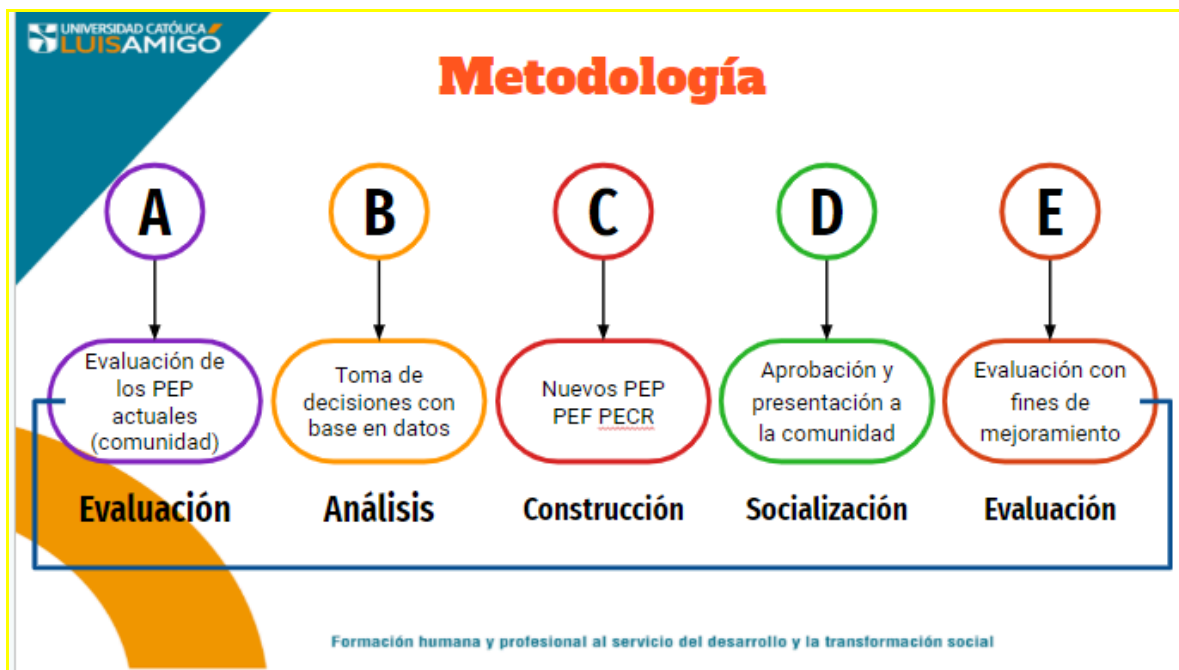 UNIVERSIDAD CATÓLICA
LUISAMIGÓ
Metodología
A
B
C
D
E
Evaluación de
los PEP
actuales
(comunidad)
Toma de
decisiones con
base en datos
Nuevos PEP
PEF PECR
Aprobación y
presentación a
la comunidad
Evaluación con
fines de
mejoramiento
Evaluación
Análisis
Construcción
Socialización
Evaluación
Formación humana y profesional al servicio del desarrollo y la transformación social